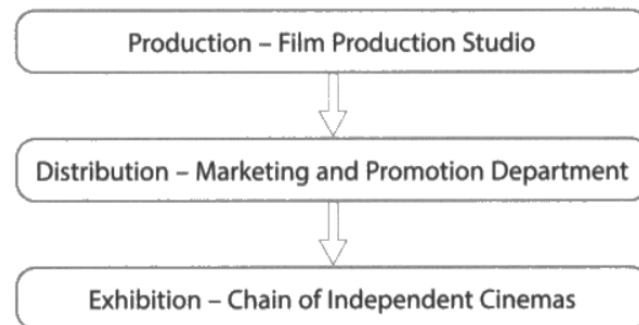 Production – Film Production Studio
Distribution – Marketing and Promotion Department
Exhibition – Chain of Independent Cinemas